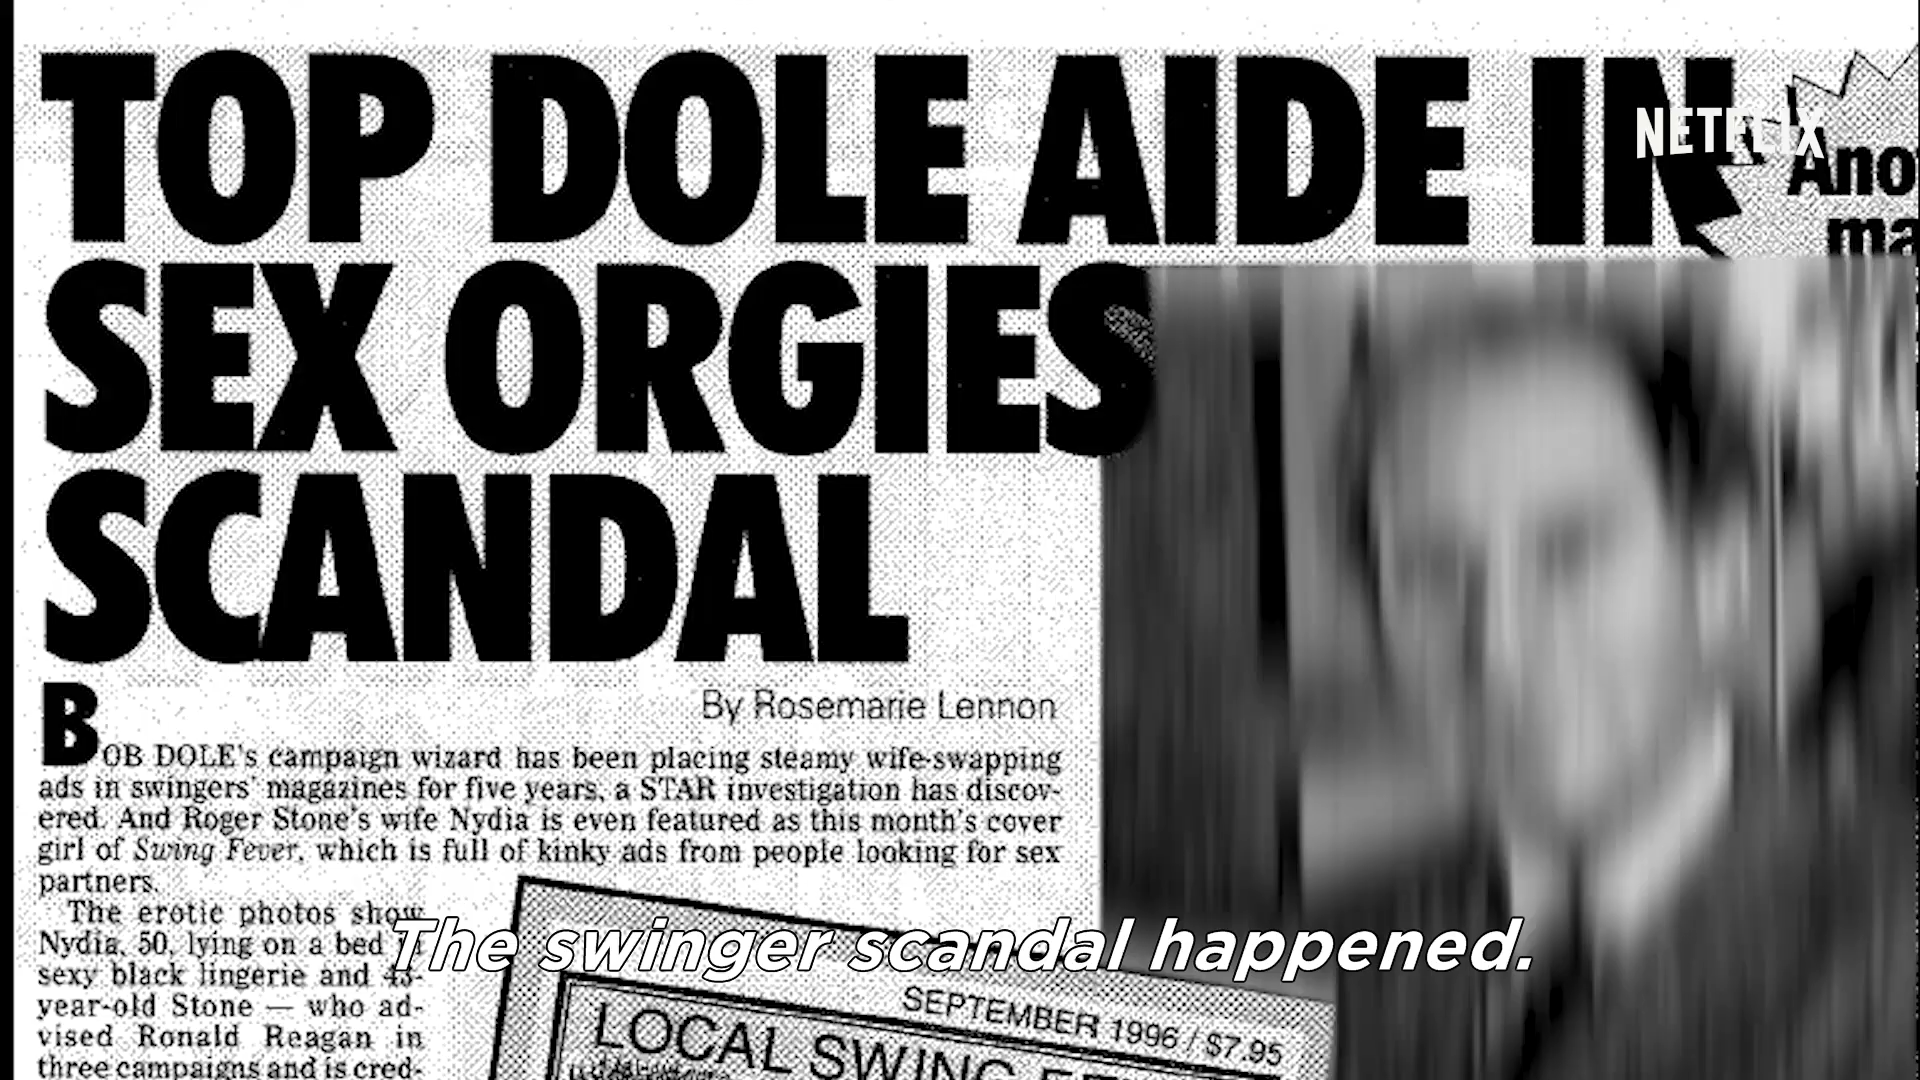 TOP DOLE AIDE IN
NETFLIX
SEX ORGIES
SCANDAL
By Rosemarie Lennon
BOB DOLE's campaign wizard has been placing steamy wife-swapping
ads in swingers' magazines for five years, a STAR investigation has discov-
ered. And Roger Stone's wife Nydia is even featured as this month's cover
girl of Swing Fever, which is full of kinky ads from people looking for sex
partners.
The erotic photos show
Nydia, 50, lying on a bed
sexy black lingerie and 43-
year-old Stone — who ad-
vised Ronald Reagan in
three campaigns and is cred-
The swinger scandal happened.
SEPTEMBER 1996 / $7.95
LOCAL SWING